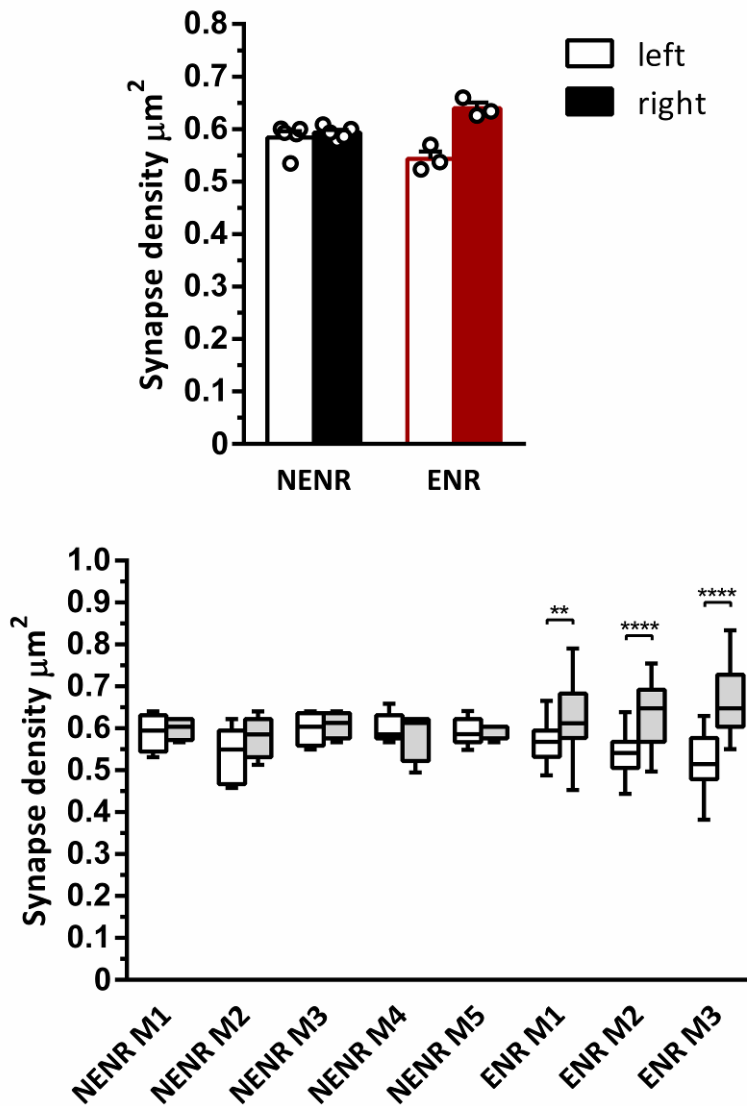 Synapse density μm²
0.8
0.7
0.6
0.5
0.4
0.3
0.2
0.1
0
NENR
ENR
left
right
Synapse density μm²
1.0
0.9
0.8
0.7
0.6
0.5
0.4
0.3
0.2
0.1
0
**
****
****
NENR M1
NENR M2
NENR M3
NENR M4
NENR M5
ENR M1
ENR M2
ENR M3